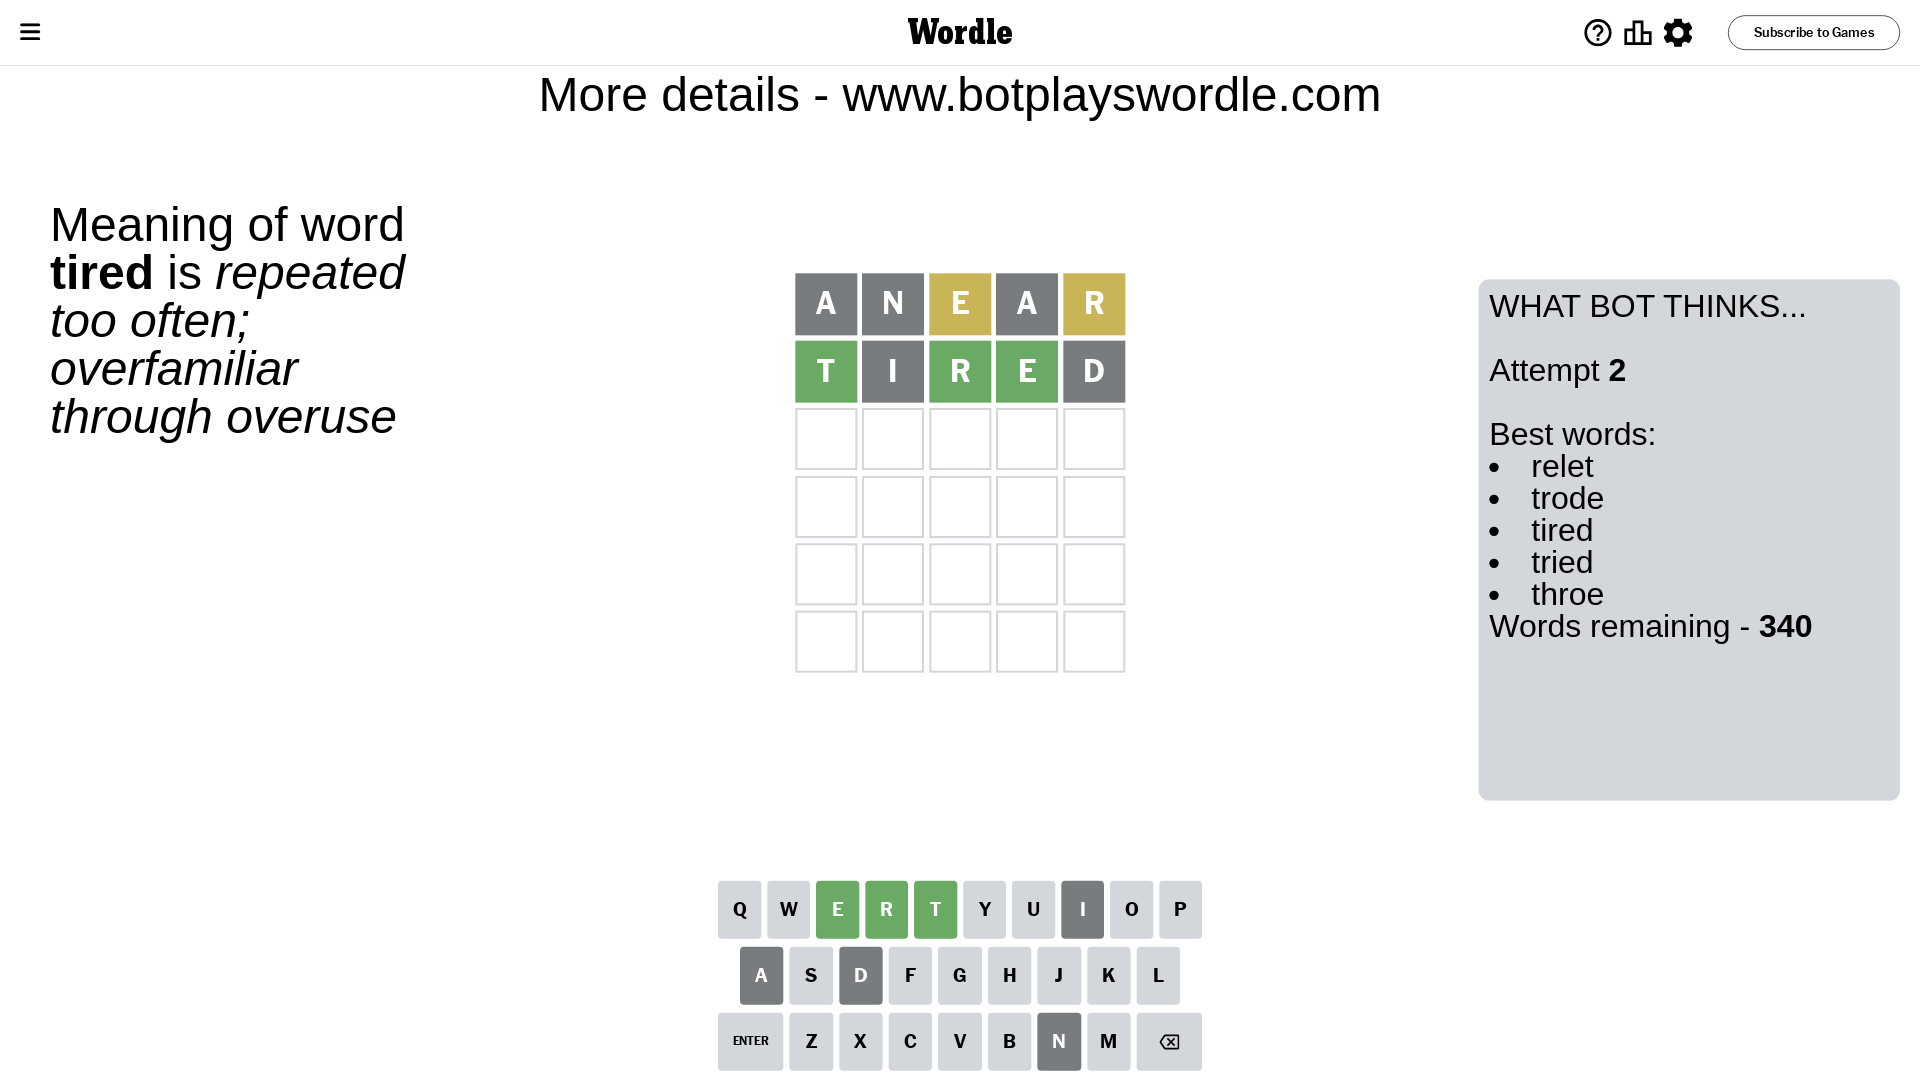 Wordle
Subscribe to Games
More details - www.botplayswordle.com
Meaning of word
tired is repeated
too often;
overfamiliar
through overuse
A N E A R
T I R E D
WHAT BOT THINKS...
Attempt 2
Best words:
• relet
• trode
• tired
• tried
• throe
Words remaining - 340
Q W E R T Y U I O P
A S D F G H J K L
ENTER Z X C V B N M